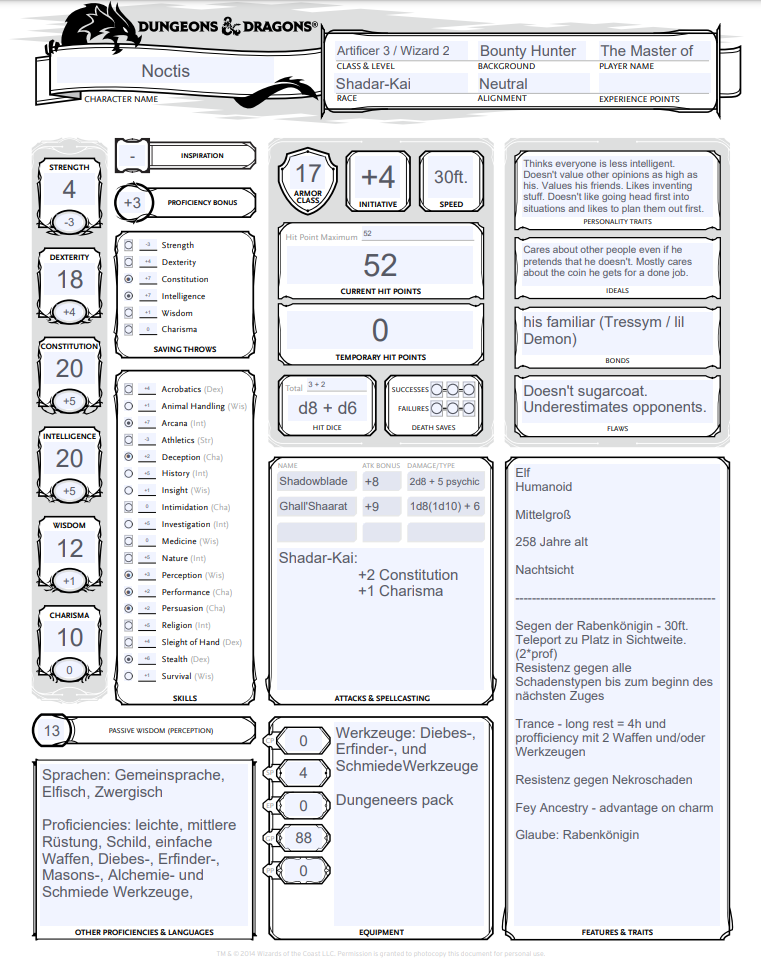 DUNGEONS & DRAGONS®
Noctis
CHARACTER NAME
Artificer 3 / Wizard 2
Bounty Hunter
The Master of
CLASS & LEVEL
BACKGROUND
PLAYER NAME
Shadar-Kai
Neutral
RACE
ALIGNMENT
EXPERIENCE POINTS
STRENGTH
4
-3
DEXTERITY
18
+4
CONSTITUTION
20
+5
INTELLIGENCE
20
+5
WISDOM
12
+1
CHARISMA
10
0
-
INSPIRATION
+3
PROFICIENCY BONUS
-3 Strength
+4 Dexterity
+7 Constitution
+7 Intelligence
+1 Wisdom
0 Charisma
SAVING THROWS
+4 Acrobatics (Dex)
+1 Animal Handling (Wis)
+7 Arcana (Int)
-3 Athletics (Str)
+2 Deception (Cha)
+5 History (Int)
+1 Insight (Wis)
0 Intimidation (Cha)
+5 Investigation (Int)
Medicine (Wis)
+5 Nature (Int)
+3 Perception (Wis)
+2 Performance (Cha)
+2 Persuasion (Cha)
+5 Religion (Int)
+4 Sleight of Hand (Dex)
+6 Stealth (Dex)
+1 Survival (Wis)
SKILLS
13
PASSIVE WISDOM (PERCEPTION)
Sprachen: Gemeinsprache,
Elfisch, Zwergisch
Proficiencies: leichte, mittlere
Rüstung, Schild, einfache
Waffen, Diebes-, Erfinder-,
Masons-, Alchemie- und
Schmiede Werkzeuge,
OTHER PROFICIENCIES & LANGUAGES
17
ARMOR
CLASS
+4
INITIATIVE
30ft.
SPEED
Hit Point Maximum 52
52
CURRENT HIT POINTS
0
TEMPORARY HIT POINTS
Total 3 + 2
d8 + d6
HIT DICE
SUCCESSES
FAILURES
DEATH SAVES
NAME ATK BONUS DAMAGE/TYPE
Shadowblade +8 2d8 + 5 psychic
Ghall'Shaarat +9 1d8(1d10) + 6
Shadar-Kai:
+2 Constitution
+1 Charisma
ATTACKS & SPELLCASTING
CP 0
SP 4
EP 0
GP 88
PP 0
Werkzeuge: Diebes-,
Erfinder-, und
SchmiedeWerkzeuge
Dungeneers pack
EQUIPMENT
Thinks everyone is less intelligent.
Doesn't value other opinions as high as
his. Values his friends. Likes inventing
stuff. Doesn't like going head first into
situations and likes to plan them out first.
PERSONALITY TRAITS
Cares about other people even if he
pretends that he doesn't. Mostly cares
about the coin he gets for a done job.
IDEALS
his familiar (Tressym / lil
Demon)
BONDS
Doesn't sugarcoat.
Underestimates opponents.
FLAWS
Elf
Humanoid
Mittelgroß
258 Jahre alt
Nachtsicht
------------------------------------------------
Segen der Rabenkönigin - 30ft.
Teleport zu Platz in Sichtweite.
(2*prof)
Resistenz gegen alle
Schadenstypen bis zum beginn des
nächsten Zuges
Trance - long rest = 4h und
profficiency mit 2 Waffen und/oder
Werkzeugen
Resistenz gegen Nekroschaden
Fey Ancestry - advantage on charm
Glaube: Rabenkönigin
FEATURES & TRAITS
TM & © 2014 Wizards of the Coast LLC. Permission is granted to photocopy this document for personal use.